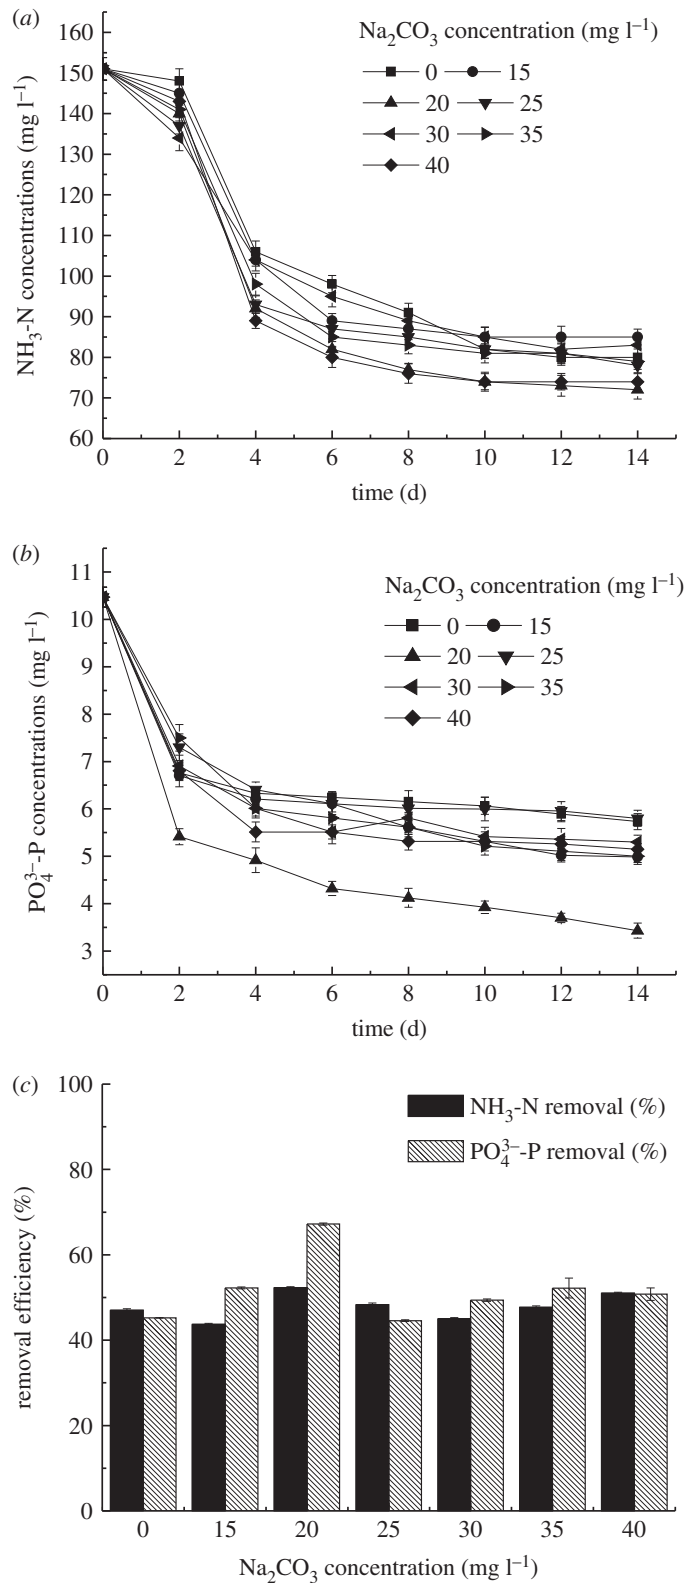 (a)
Na₂CO₃ concentration (mg l⁻¹)
0 15
20 25
30 35
40
160
150
140
130
120
110
100
90
80
70
60
NH₃-N concentrations (mg l⁻¹)
0 2 4 6 8 10 12 14
time (d)
(b)
Na₂CO₃ concentration (mg l⁻¹)
0 15
20 25
30 35
40
11
10
9
8
7
6
5
4
3
PO₄³⁻-P concentrations (mg l⁻¹)
0 2 4 6 8 10 12 14
time (d)
(c)
NH₃-N removal (%)
PO₄³⁻-P removal (%)
100
80
60
40
20
0
removal efficiency (%)
0 15 20 25 30 35 40
Na₂CO₃ concentration (mg l⁻¹)